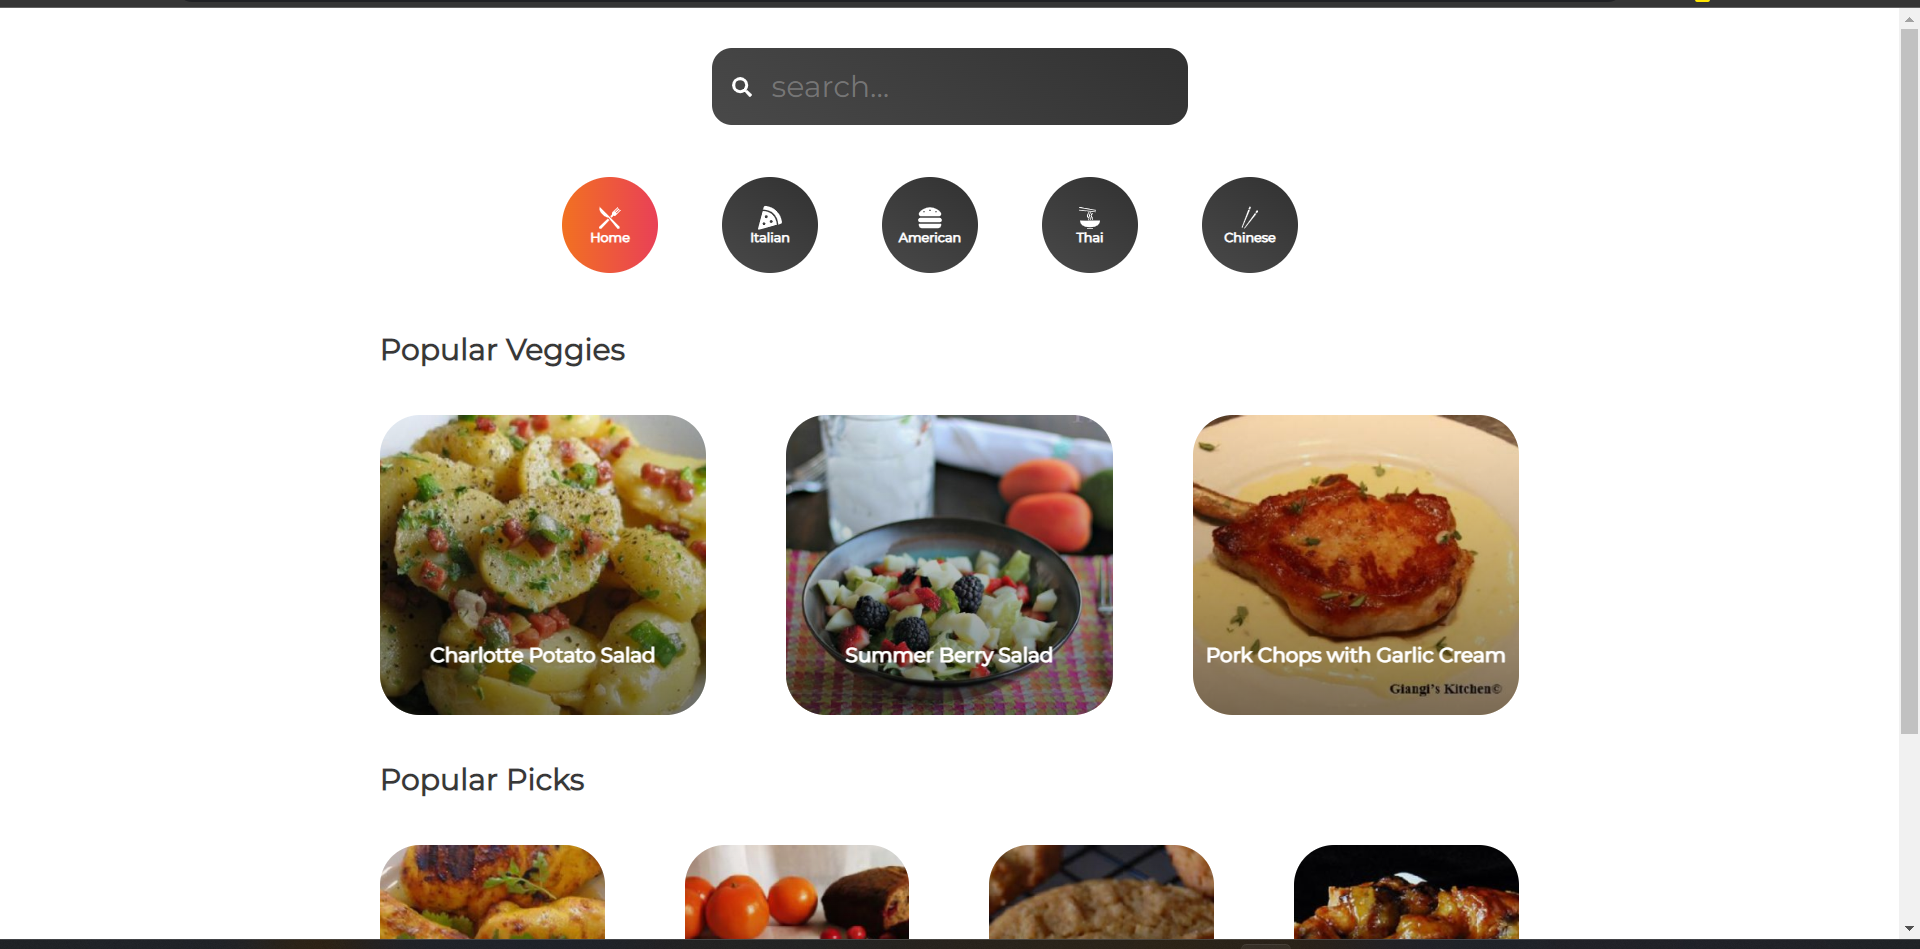 search...
Home
Italian
American
Thai
Chinese
Popular Veggies
Charlotte Potato Salad
Summer Berry Salad
Pork Chops with Garlic Cream
Giangi's Kitchen©
Popular Picks